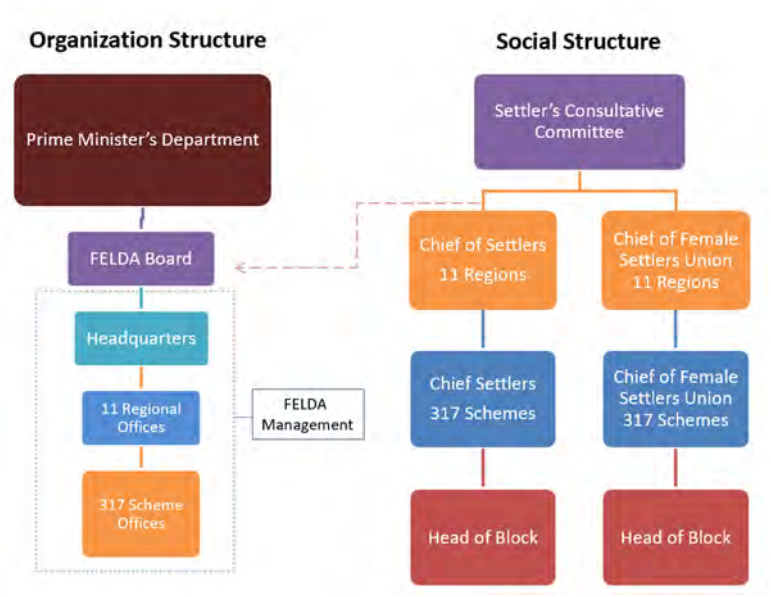 Organization Structure
Prime Minister's Department
FELDA Board
Headquarters
11 Regional
Offices
317 Scheme
Offices
FELDA
Management
Social Structure
Settler's Consultative
Committee
Chief of Settlers
11 Regions
Chief Settlers
317 Schemes
Head of Block
Chief of Female
Settlers Union
11 Regions
Chief of Female
Settlers Union
317 Schemes
Head of Block